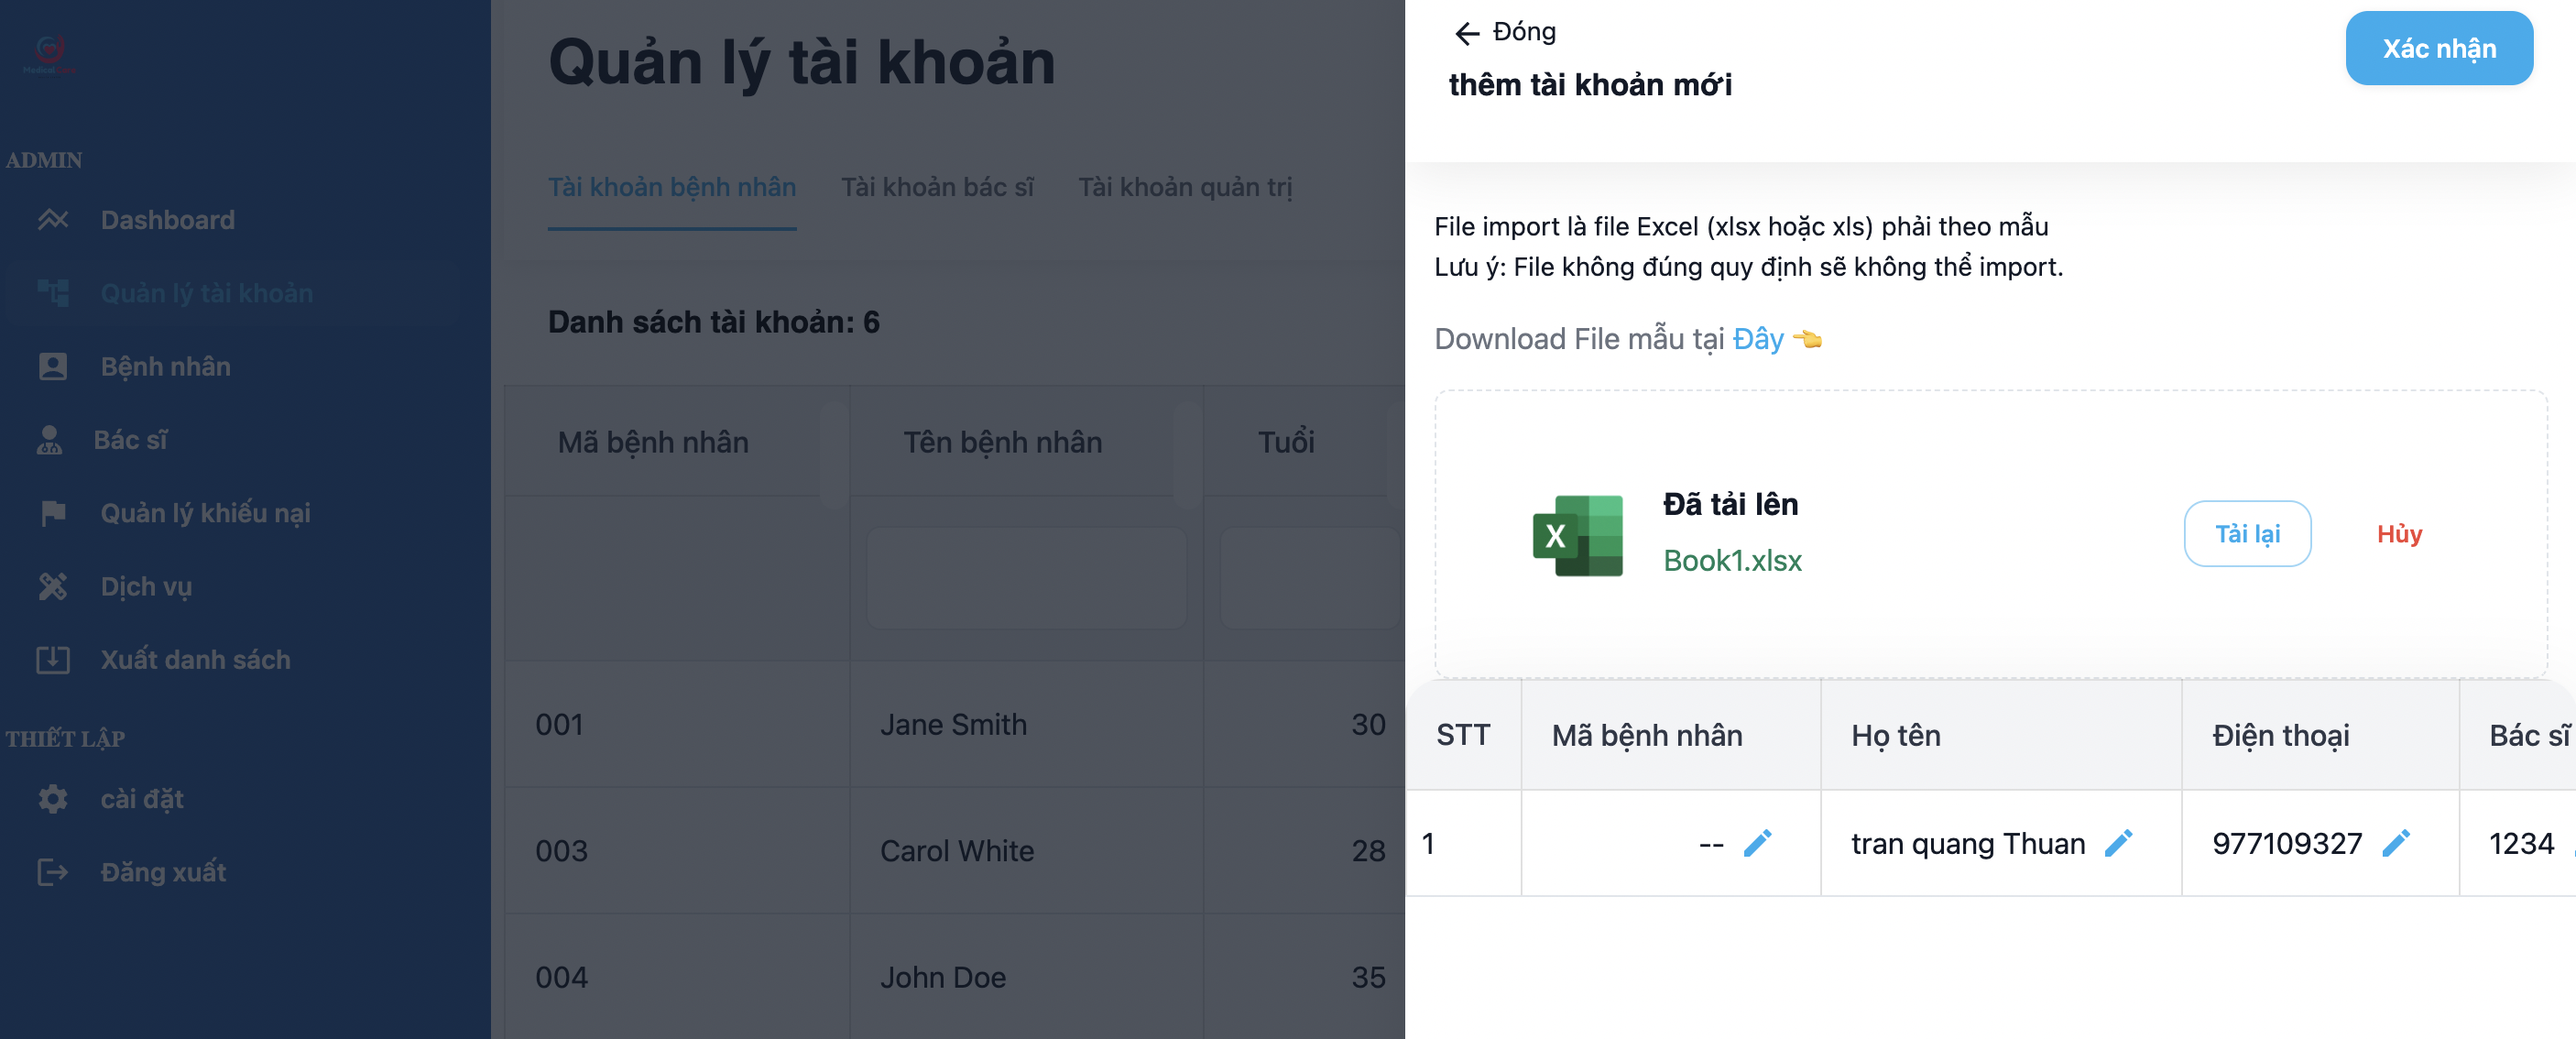 Medical
ADMIN
Dashboard
Quản lý tài khoản
Bệnh nhân
Bác sĩ
Quản lý khiếu nại
Dịch vụ
Xuất danh sách
THIẾT LẬP
cài đặt
Đăng xuất
Quản lý tài khoản
Tài khoản bệnh nhân Tài khoản bác sĩ Tài khoản quản trị
Danh sách tài khoản: 6
Mã bệnh nhân Tên bệnh nhân Tuổi
001 Jane Smith 30
003 Carol White 28
004 John Doe 35
Đóng
thêm tài khoản mới
Xác nhận
File import là file Excel (xlsx hoặc xls) phải theo mẫu
Lưu ý: File không đúng quy định sẽ không thể import.
Download File mẫu tại Đây 👈
X
Đã tải lên
Book1.xlsx
Tải lại Hủy
STT Mã bệnh nhân Họ tên Điện thoại Bác sĩ
1 -- tran quang Thuan 977109327 1234